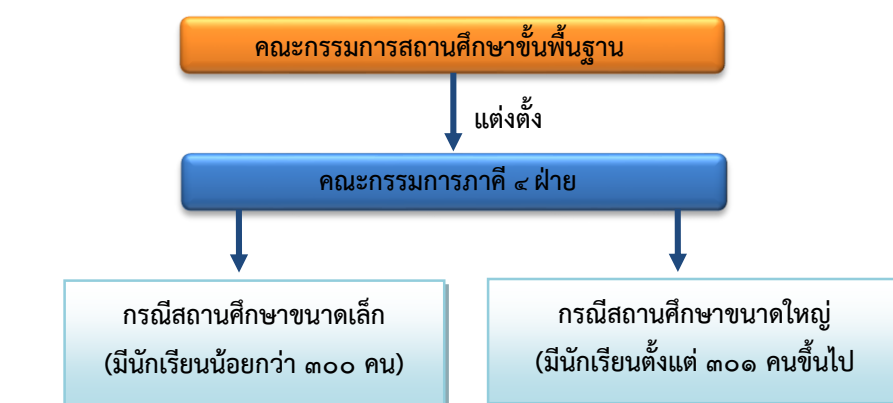 คณะกรรมการสถานศึกษาขั้นพื้นฐาน
แต่งตั้ง
คณะกรรมการภาคี ๔ ฝ่าย
กรณีสถานศึกษาขนาดเล็ก
(มีนักเรียนน้อยกว่า ๓๐๐ คน)
กรณีสถานศึกษาขนาดใหญ่
(มีนักเรียนตั้งแต่ ๓๐๑ คนขึ้นไป